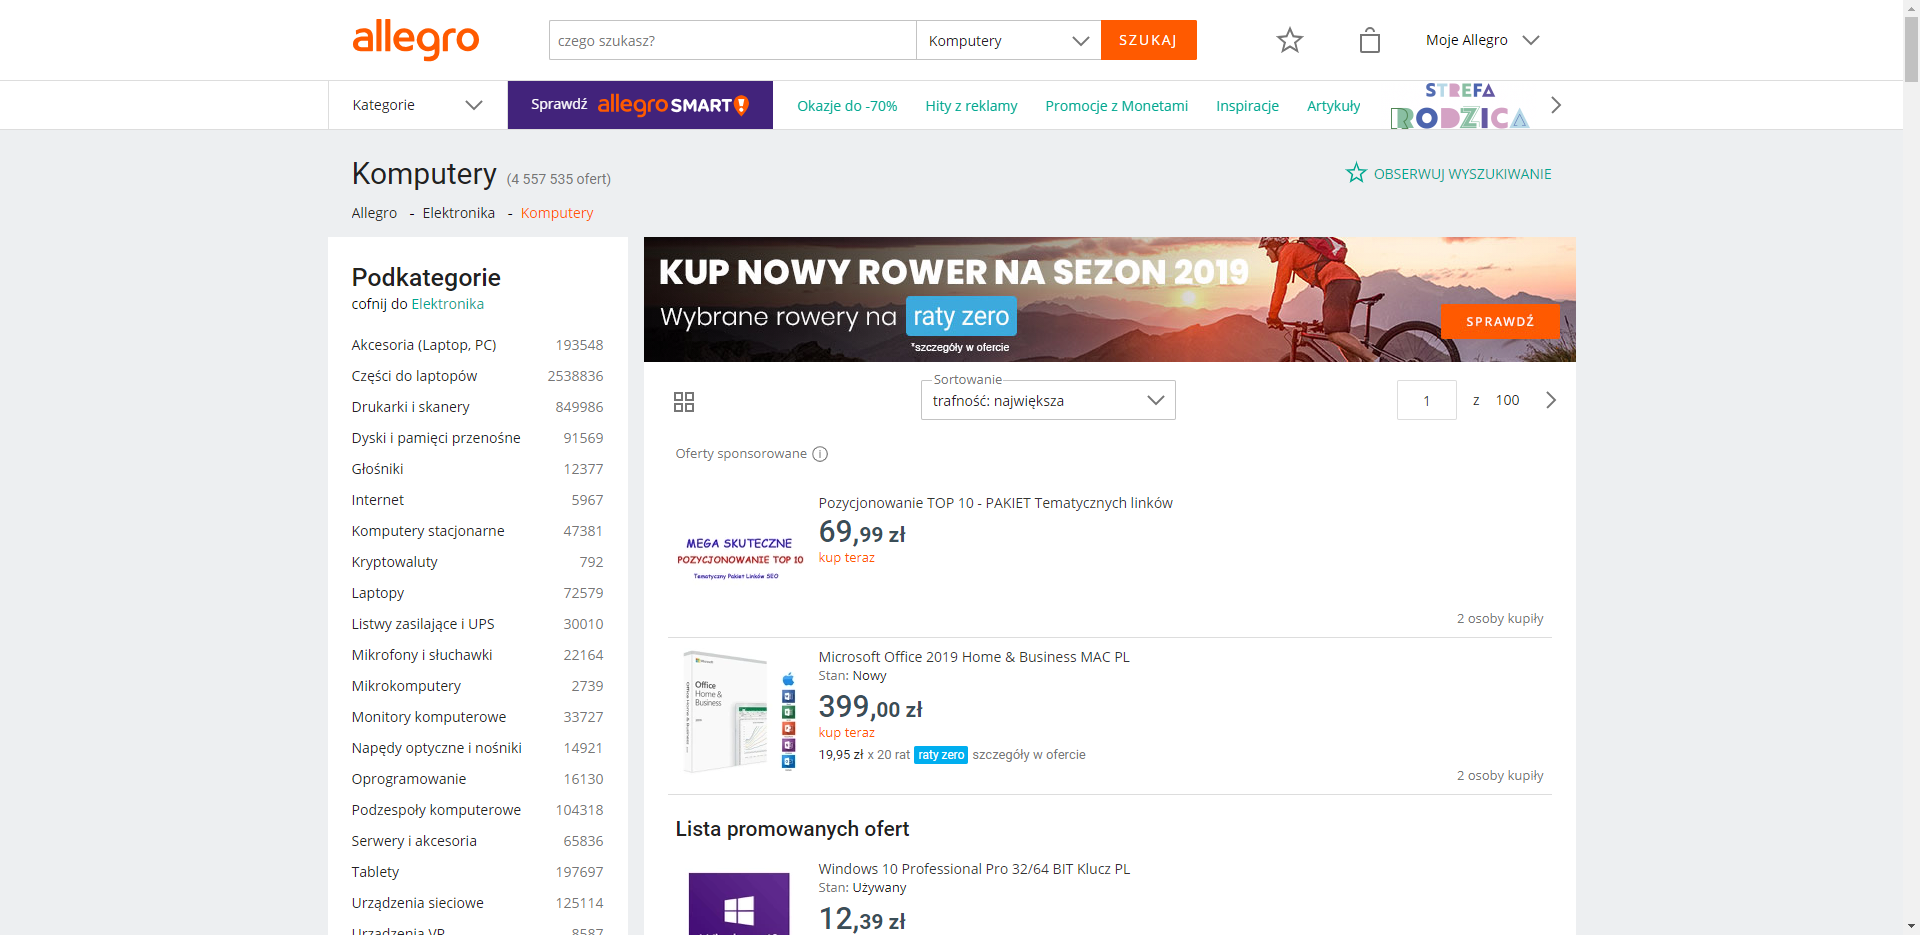 allegro
czego szukasz?
Komputery
SZUKAJ
Moje Allegro
Kategorie
Sprawdź allegro SMART!
Okazje do -70%
Hity z reklamy
Promocje z Monetami
Inspiracje
Artykuły
STREFA
RODZICA
Komputery (4 557 535 ofert)
OBSERWUJ WYSZUKIWANIE
Allegro - Elektronika - Komputery
Podkategorie
cofnij do Elektronika
Akcesoria (Laptop, PC) 193548
Części do laptopów 2538836
Drukarki i skanery 849986
Dyski i pamięci przenośne 91569
Głośniki 12377
Internet 5967
Komputery stacjonarne 47381
Kryptowaluty 792
Laptopy 72579
Listwy zasilające i UPS 30010
Mikrofony i słuchawki 22164
Mikrokomputery 2739
Monitory komputerowe 33727
Napędy optyczne i nośniki 14921
Oprogramowanie 16130
Podzespoły komputerowe 104318
Serwery i akcesoria 65836
Tablety 197697
Urządzenia sieciowe 125114
Urządzenia VR 8587
KUP NOWY ROWER NA SEZON 2019
Wybrane rowery na raty zero
*szczegóły w ofercie
SPRAWDŹ
Sortowanie
trafność: największa
1 z 100
Oferty sponsorowane
MEGA SKUTECZNE
POZYCJONOWANIE TOP 10
Tematyczny Pakiet Linków SEO
Pozycjonowanie TOP 10 - PAKIET Tematycznych linków
69,99 zł
kup teraz
2 osoby kupiły
Microsoft
Office
Home &
Business
Microsoft Office 2019 Home & Business MAC PL
Stan: Nowy
399,00 zł
kup teraz
19,95 zł x 20 rat raty zero szczegóły w ofercie
2 osoby kupiły
Lista promowanych ofert
Windows 10 Professional Pro 32/64 BIT Klucz PL
Stan: Używany
12,39 zł